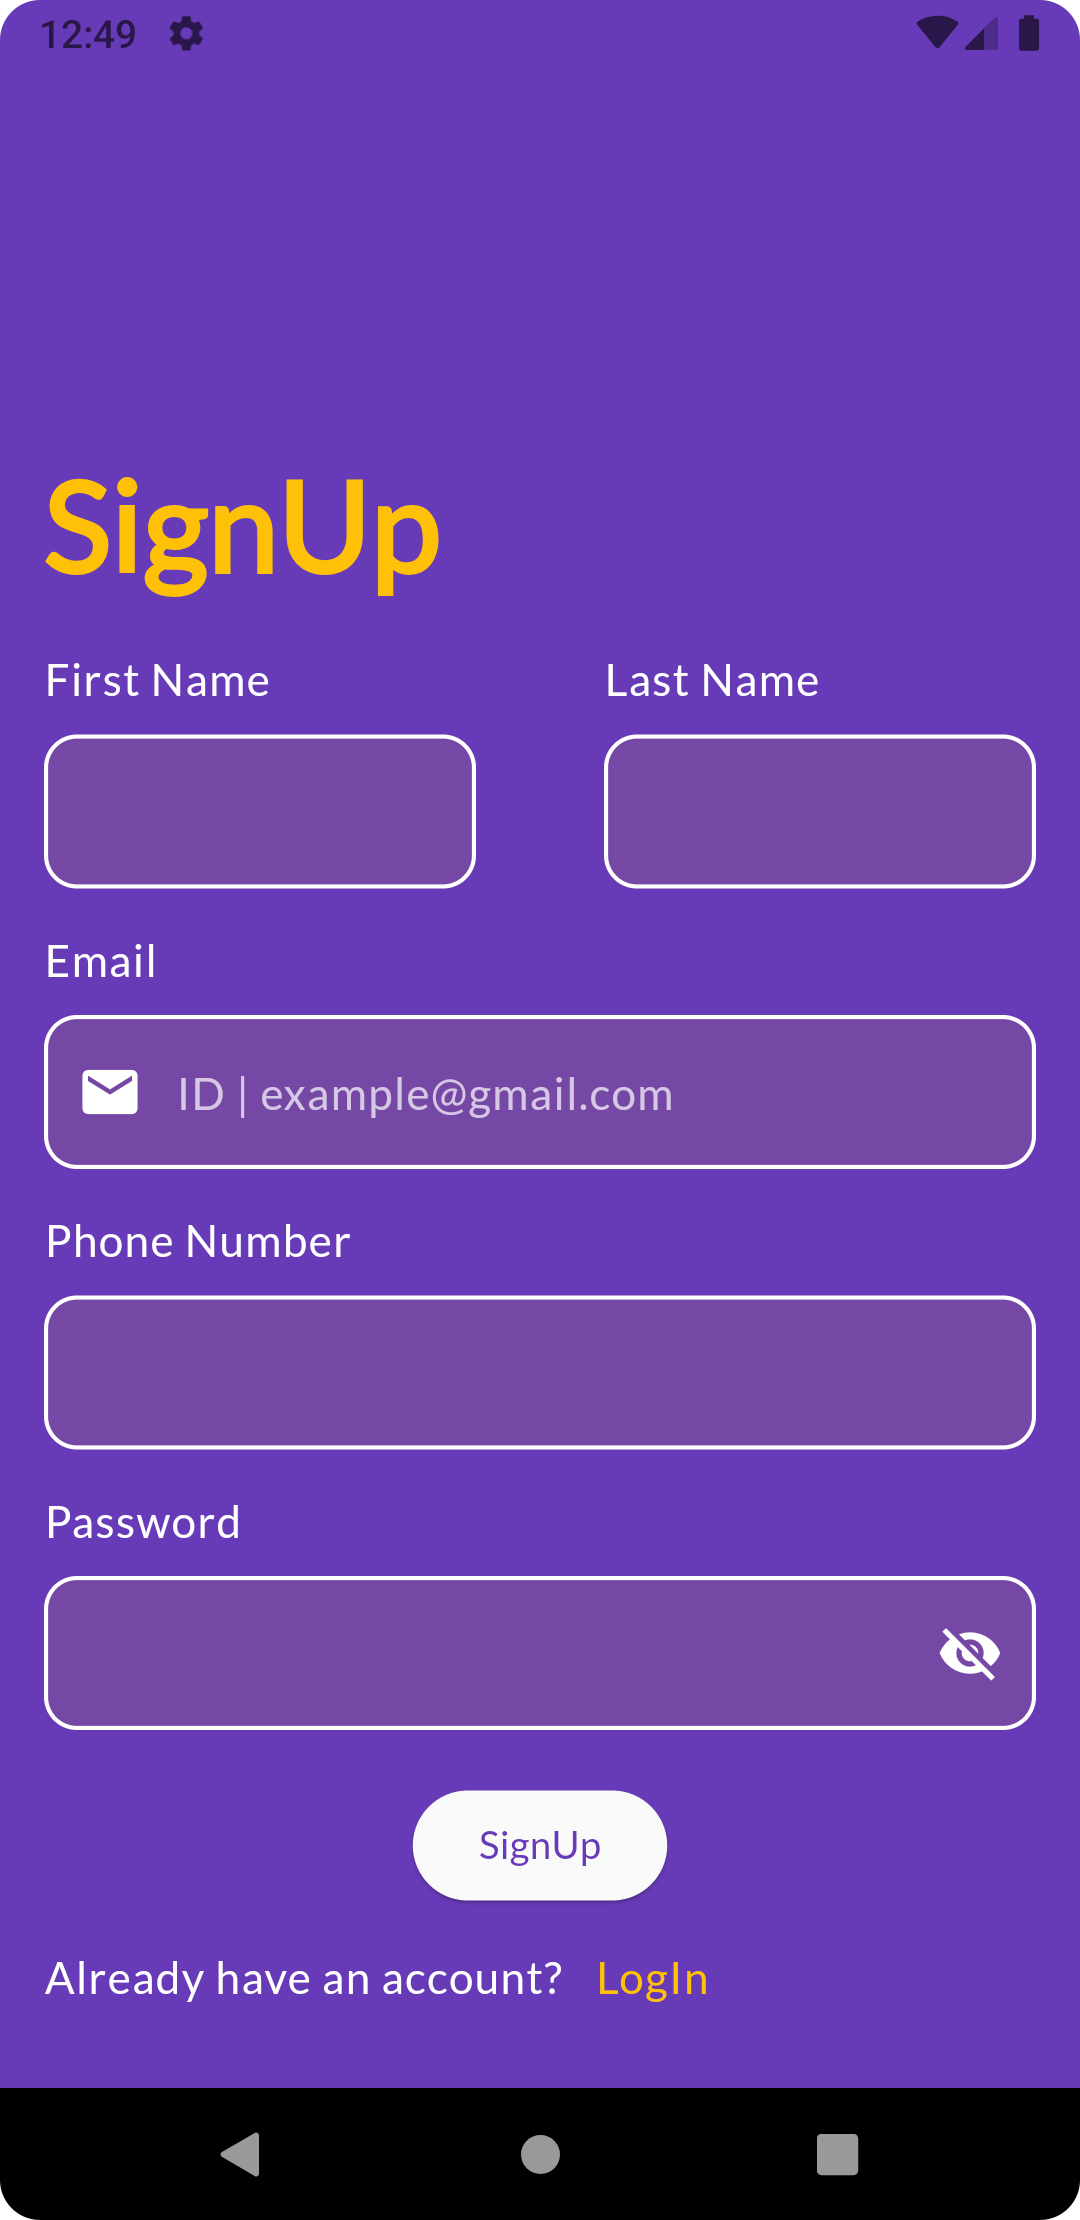 12:49
SignUp
First Name Last Name
Email
ID | example@gmail.com
Phone Number
Password
SignUp
Already have an account? LogIn